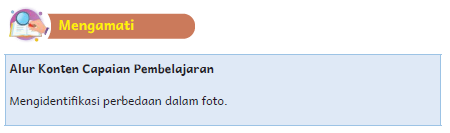 Mengamati
Alur Konten Capaian Pembelajaran
Mengidentifikasi perbedaan dalam foto.